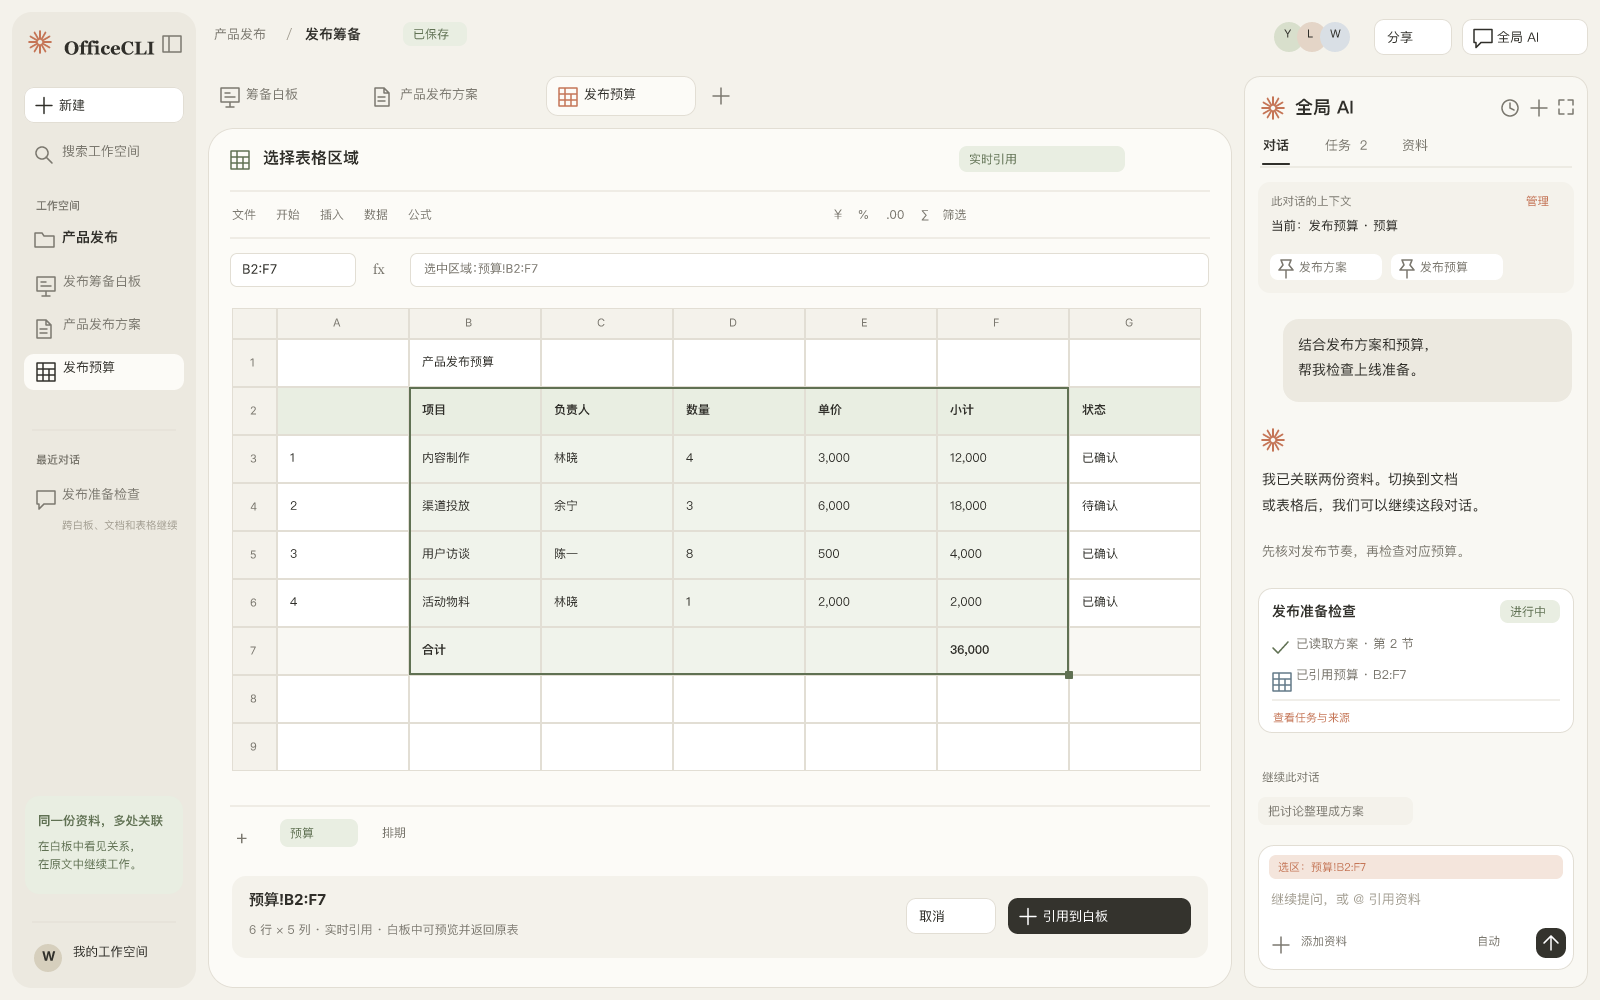 OfficeCLI
新建
搜索工作空间
工作空间
产品发布
发布筹备白板
产品发布方案
发布预算
最近对话
发布准备检查
跨白板、文档和表格继续
同一份资料，多处关联
在白板中看见关系，
在原文中继续工作。
W 我的工作空间
产品发布 / 发布筹备 已保存
Y L W 分享 全局 AI
筹备白板 产品发布方案 发布预算
选择表格区域 实时引用
文件 开始 插入 数据 公式 ¥ % .00 ∑ 筛选
B2:F7 fx 选中区域：预算!B2:F7
A B C D E F G
1 产品发布预算
2 项目 负责人 数量 单价 小计 状态
3 1 内容制作 林晓 4 3,000 12,000 已确认
4 2 渠道投放 余宁 3 6,000 18,000 待确认
5 3 用户访谈 陈一 8 500 4,000 已确认
6 4 活动物料 林晓 1 2,000 2,000 已确认
7 合计 36,000
8
9
+ 预算 排期
预算!B2:F7
6 行 × 5 列 · 实时引用 · 白板中可预览并返回原表
取消 引用到白板
全局 AI
对话 任务 2 资料
此对话的上下文 管理
当前：发布预算 · 预算
发布方案 发布预算
结合发布方案和预算，
帮我检查上线准备。
我已关联两份资料。切换到文档
或表格后，我们可以继续这段对话。
先核对发布节奏，再检查对应预算。
发布准备检查 进行中
已读取方案 · 第 2 节
已引用预算 · B2:F7
查看任务与来源
继续此对话
把讨论整理成方案
选区：预算!B2:F7
继续提问，或 @ 引用资料
添加资料 自动